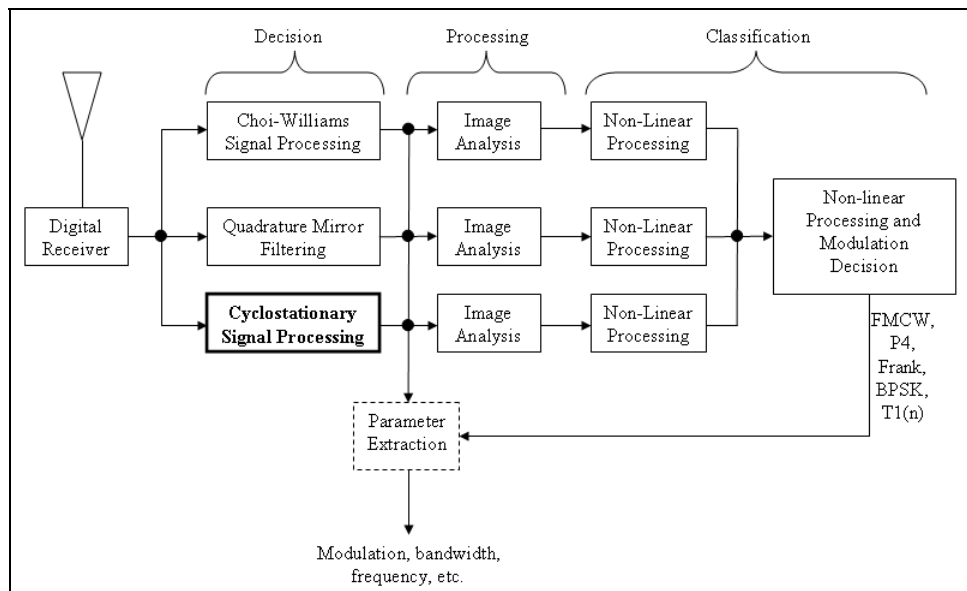 Decision
Processing
Classification
Choi-Williams
Signal Processing
Image
Analysis
Non-Linear
Processing
Digital
Receiver
Quadrature Mirror
Filtering
Image
Analysis
Non-Linear
Processing
Non-linear
Processing and
Modulation
Decision
Cyclostationary
Signal Processing
Image
Analysis
Non-Linear
Processing
FMCW,
P4,
Frank,
BPSK,
T1(n)
Parameter
Extraction
Modulation, bandwidth,
frequency, etc.